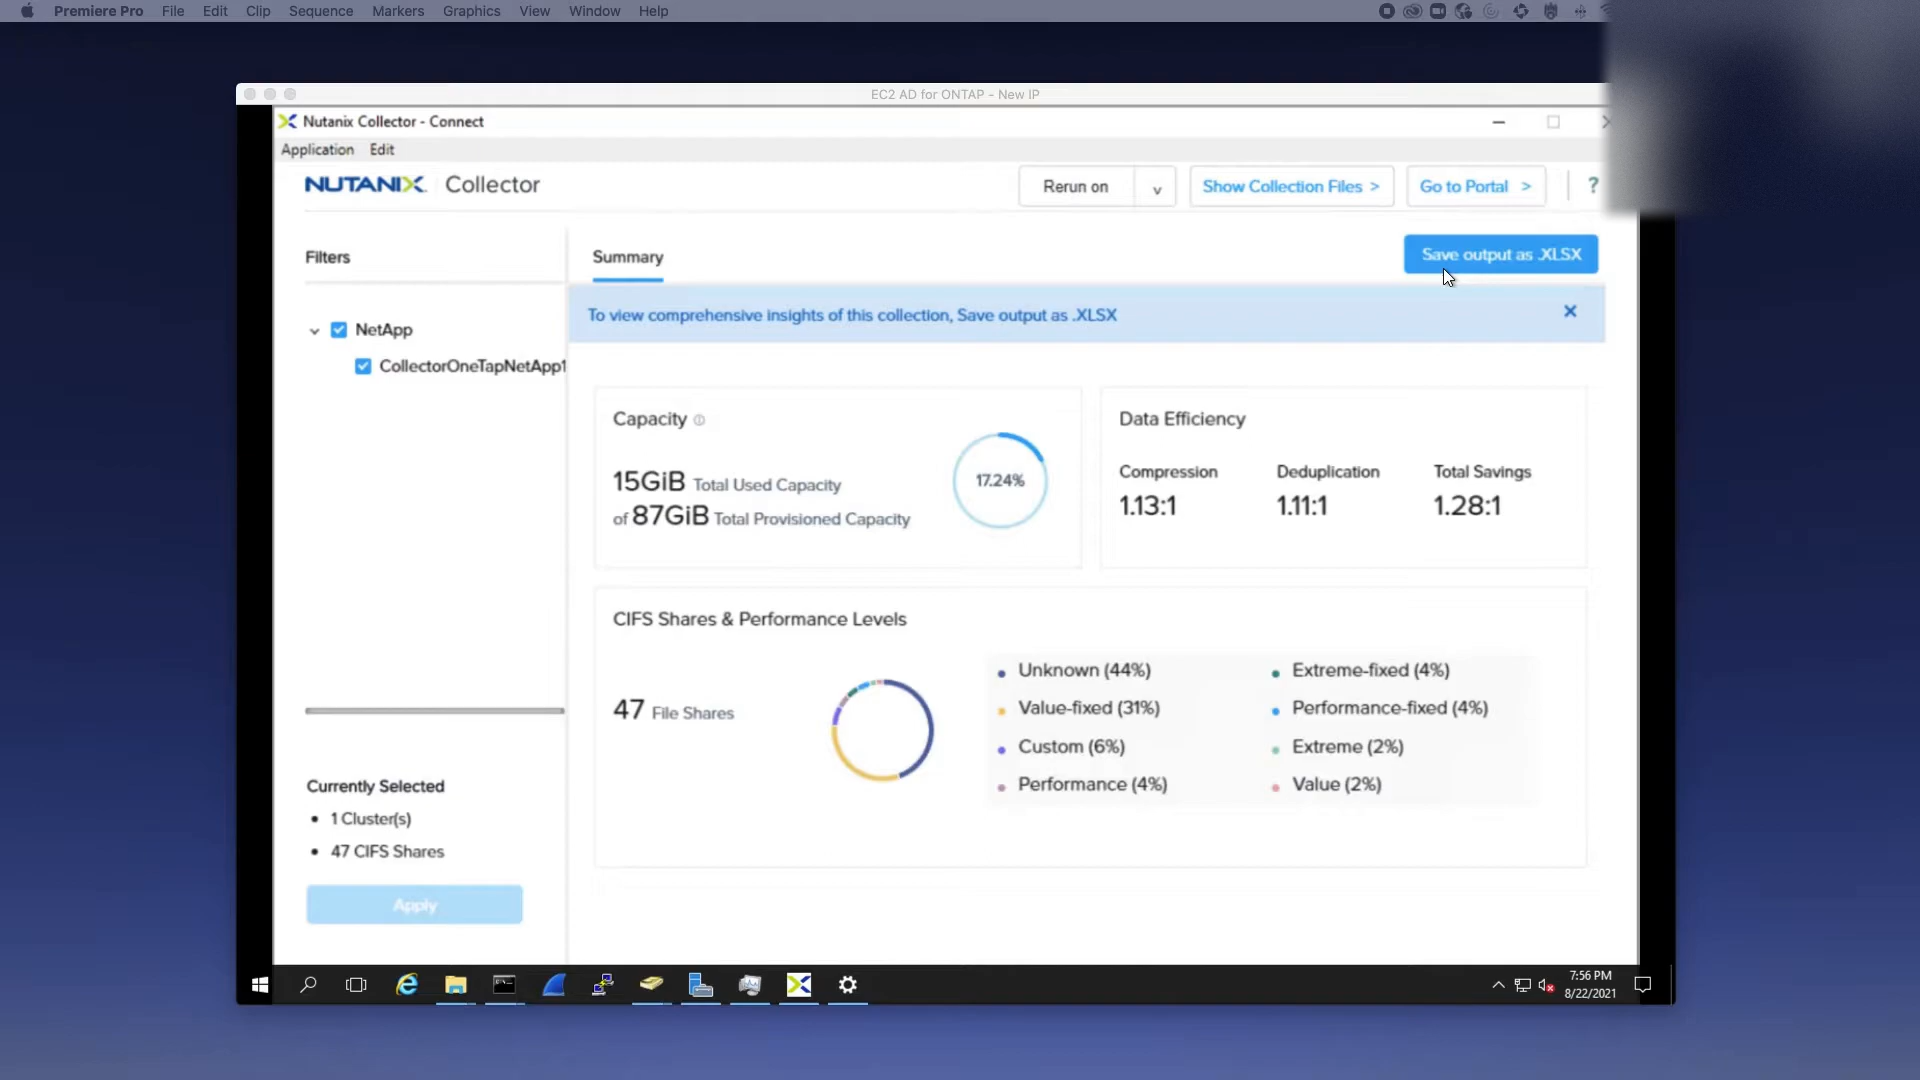 Premiere Pro File Edit Clip Sequence Markers Graphics View Window Help
EC2 AD for ONTAP - New IP
Nutanix Collector - Connect
Application Edit
NUTANIX Collector
Rerun on
Show Collection Files >
Go to Portal >
?
Filters
Summary
Save output as .XLSX
To view comprehensive insights of this collection, Save output as .XLSX
NetApp
CollectorOneTapNetApp1
Capacity
15GiB Total Used Capacity
of 87GiB Total Provisioned Capacity
17.24%
Data Efficiency
Compression Deduplication Total Savings
1.13:1 1.11:1 1.28:1
CIFS Shares & Performance Levels
47 File Shares
Unknown (44%)
Value-fixed (31%)
Custom (6%)
Performance (4%)
Extreme-fixed (4%)
Performance-fixed (4%)
Extreme (2%)
Value (2%)
Currently Selected
1 Cluster(s)
47 CIFS Shares
Apply
7:56 PM
8/22/2021